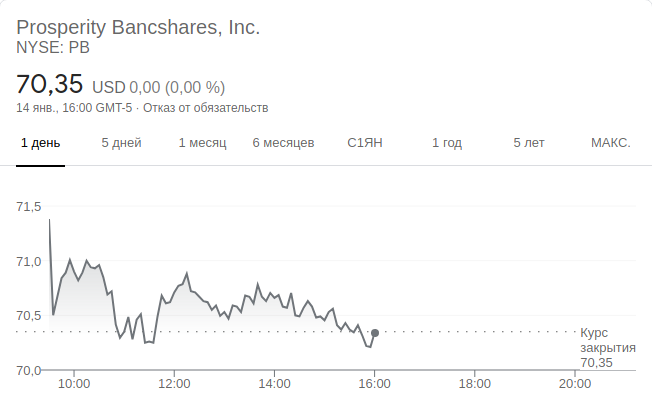 Prosperity Bancshares, Inc.
NYSE: PB
70,35 USD 0,00 (0,00 %)
14 янв., 16:00 GMT-5 · Отказ от обязательств
1 день 5 дней 1 месяц 6 месяцев С1ЯН 1 год 5 лет МАКС.
71,5
71,0
70,5
70,0
Курс
закрытия
70,35
10:00 12:00 14:00 16:00 18:00 20:00